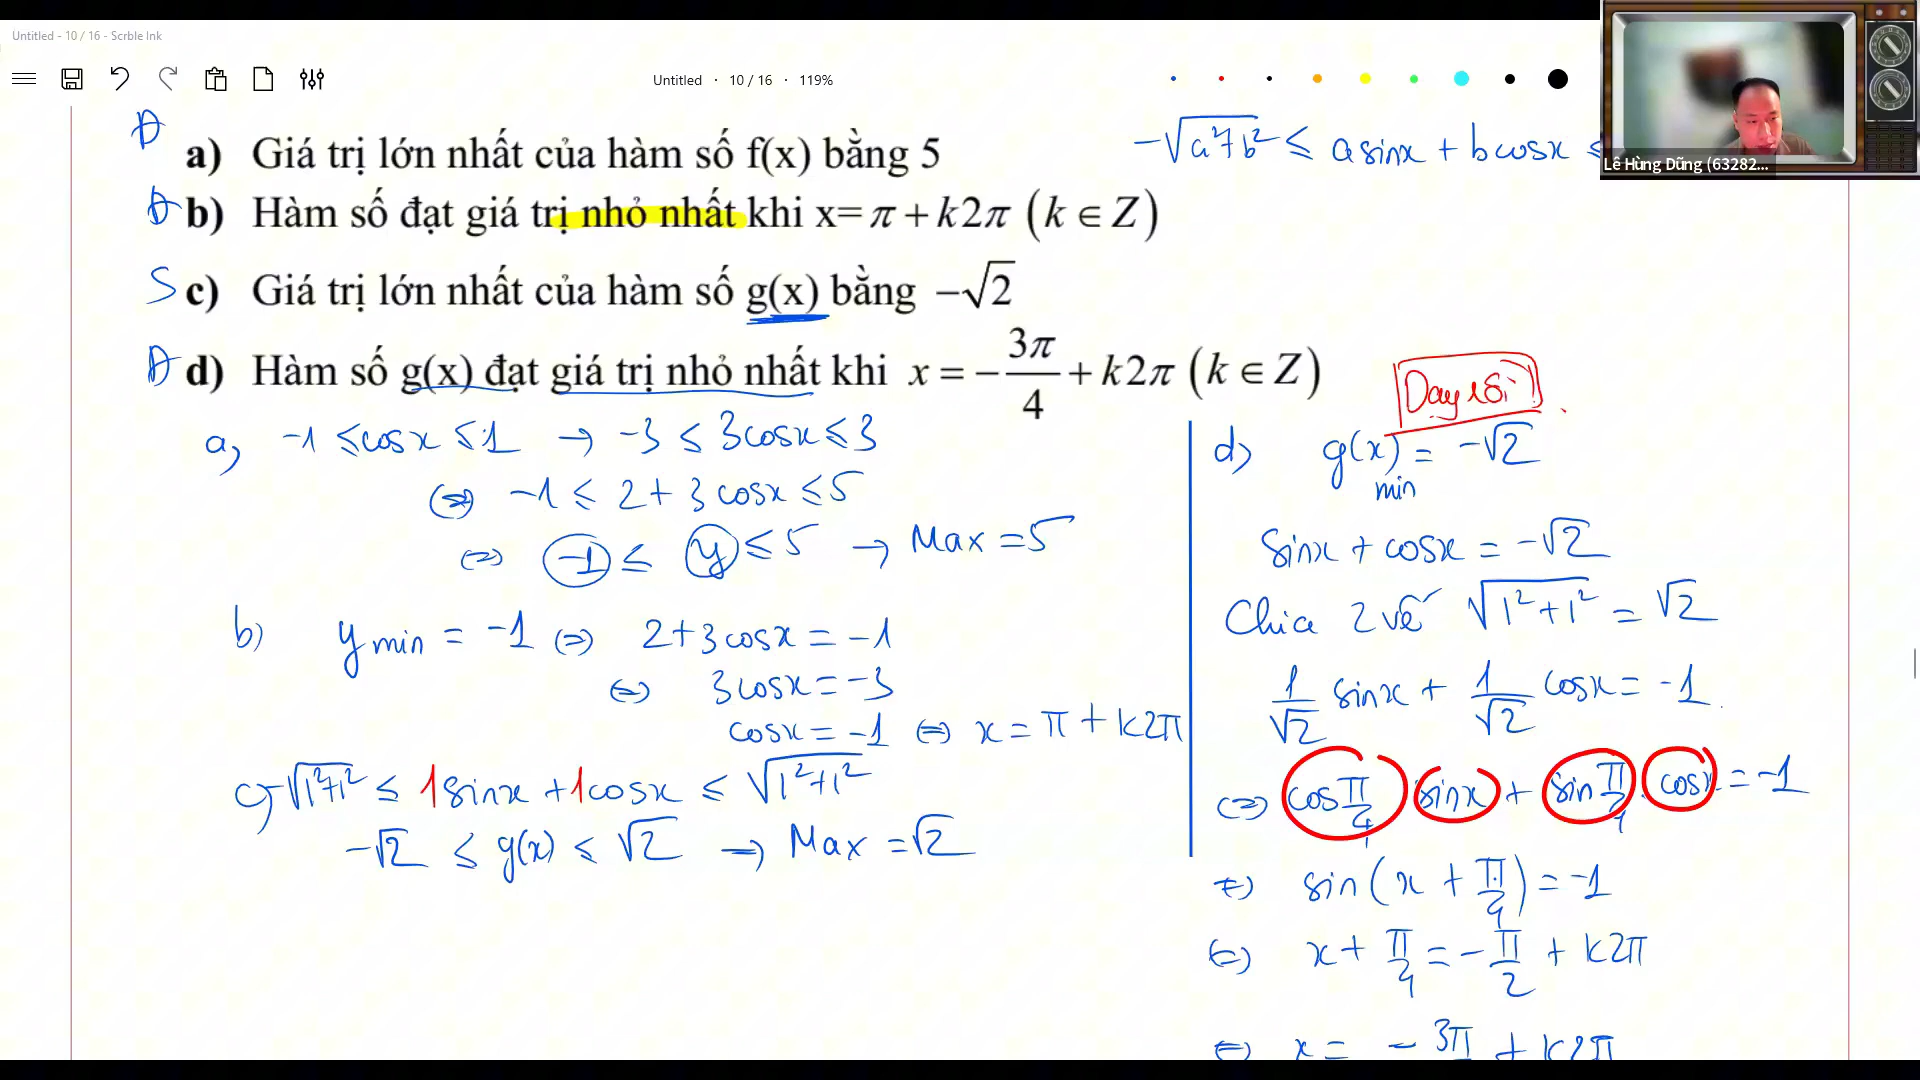 Untitled - 10 / 16 - Scrble Ink
Untitled · 10 / 16 · 119%
Đ a) Giá trị lớn nhất của hàm số f(x) bằng 5
-√(a²+b²) ≤ a sinx + b cosx ≤
Lê Hùng Dũng (63282...
Đ b) Hàm số đạt giá trị nhỏ nhất khi x= π + k2π (k ∈ Z)
S c) Giá trị lớn nhất của hàm số g(x) bằng -√2
Đ d) Hàm số g(x) đạt giá trị nhỏ nhất khi x = -3π/4 + k2π (k ∈ Z)
a, -1 ≤ cosx ≤ 1 → -3 ≤ 3cosx ≤ 3
⇔ -1 ≤ 2 + 3cosx ≤ 5
⇔ -1 ≤ y ≤ 5 → Max = 5
b) y min = -1 ⇔ 2 + 3cosx = -1
⇔ 3cosx = -3
cosx = -1 ⇔ x = π + k2π
c, -√(1²+1²) ≤ 1sinx + 1cosx ≤ √(1²+1²)
-√2 ≤ g(x) ≤ √2 → Max = √2
d) g(x) min = -√2
sinx + cosx = -√2
Chia 2 vế √(1²+1²) = √2
1/√2 sinx + 1/√2 cosx = -1
⇔ cos π/4 sinx + sin π/4 . cosx = -1
⇔ sin(x + π/4) = -1
⇔ x + π/4 = -π/2 + k2π
⇔ x = - 3π + k2π